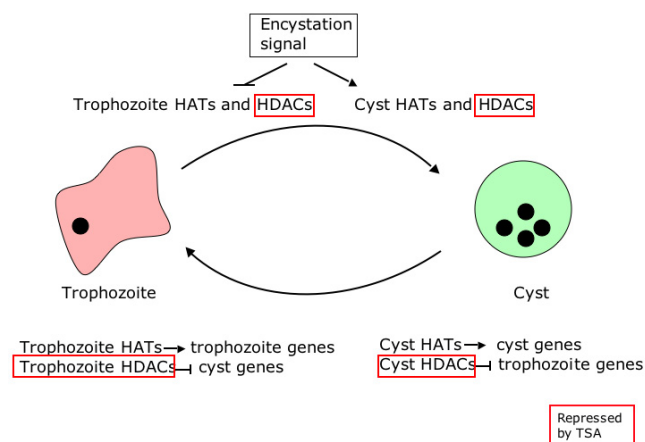 Encystation
signal
Trophozoite HATs and HDACs
Cyst HATs and HDACs
Trophozoite
Cyst
Trophozoite HATs trophozoite genes
Trophozoite HDACs cyst genes
Cyst HATs cyst genes
Cyst HDACs trophozoite genes
Repressed
by TSA